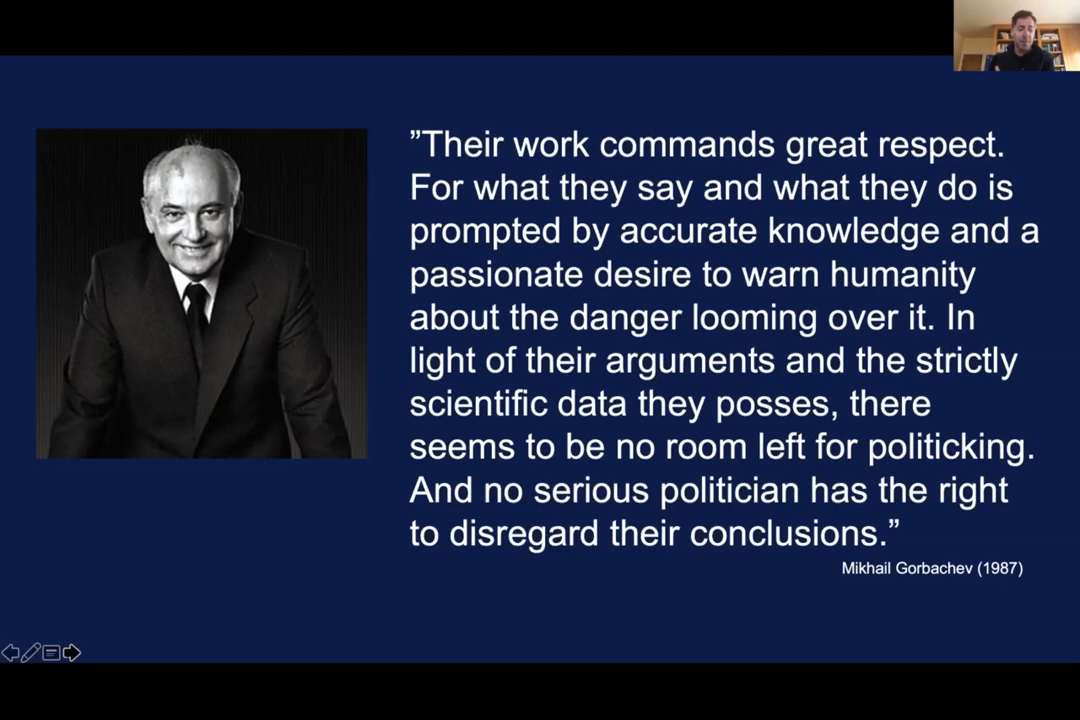 ”Their work commands great respect.
For what they say and what they do is
prompted by accurate knowledge and a
passionate desire to warn humanity
about the danger looming over it. In
light of their arguments and the strictly
scientific data they posses, there
seems to be no room left for politicking.
And no serious politician has the right
to disregard their conclusions.”
Mikhail Gorbachev (1987)